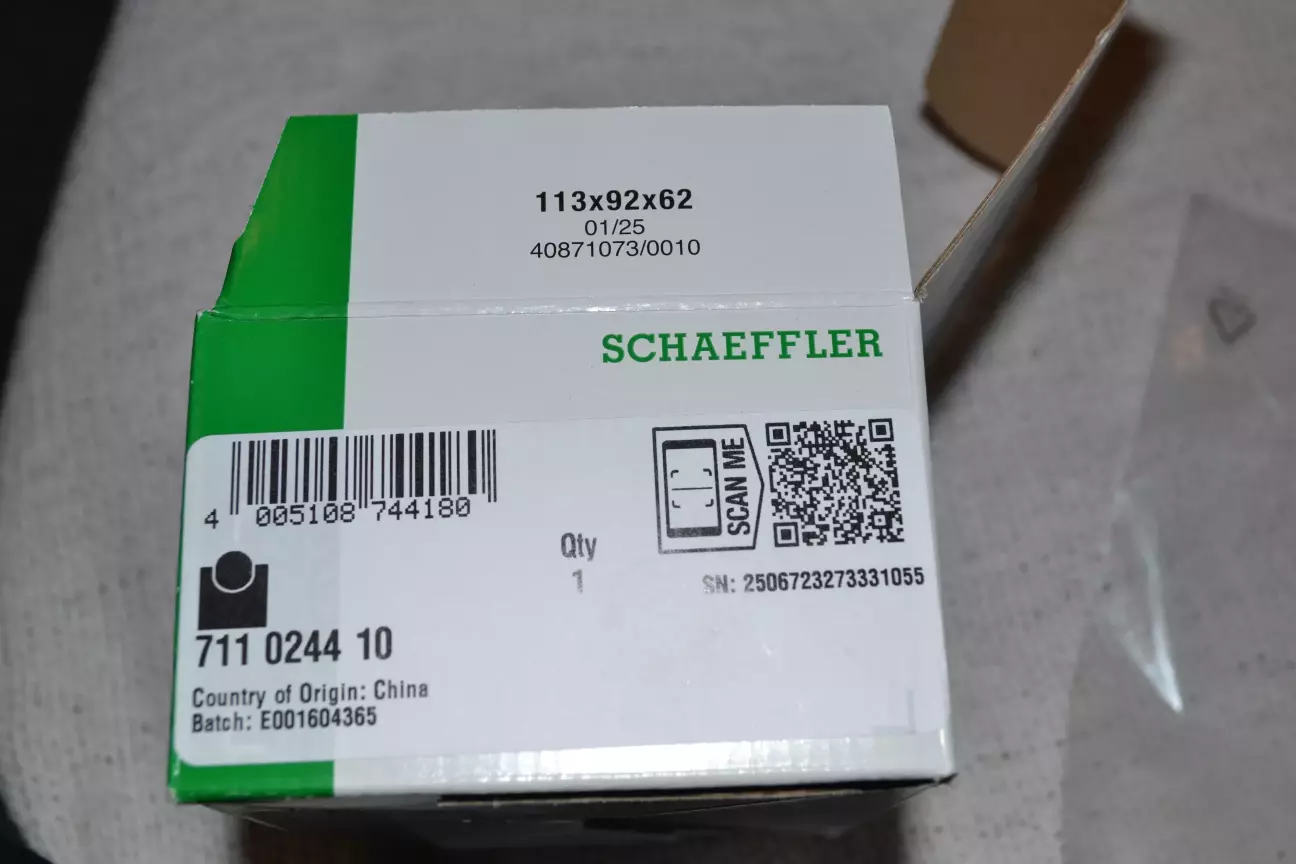 113x92x62
01/25
40871073/0010
SCHAEFFLER
4 005108 744180
SCAN ME
Qty
1
SN: 2506723273331055
711 0244 10
Country of Origin: China
Batch: E001604365